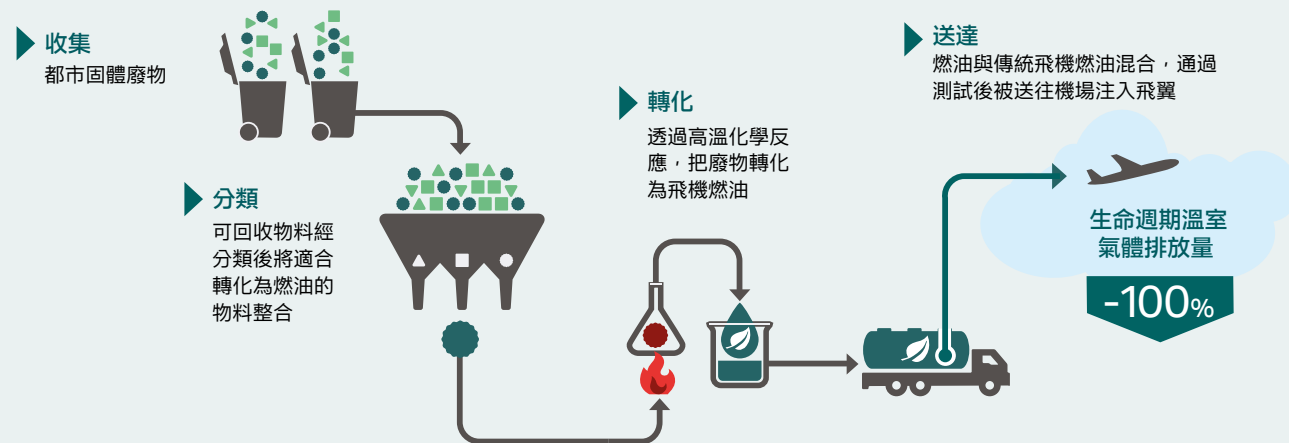 收集
都市固體廢物
分類
可回收物料經
分類後將適合
轉化為燃油的
物料整合
轉化
透過高溫化學反
應，把廢物轉化
為飛機燃油
送達
燃油與傳統飛機燃油混合，通過
測試後被送往機場注入飛翼
生命週期溫室
氣體排放量
-100%